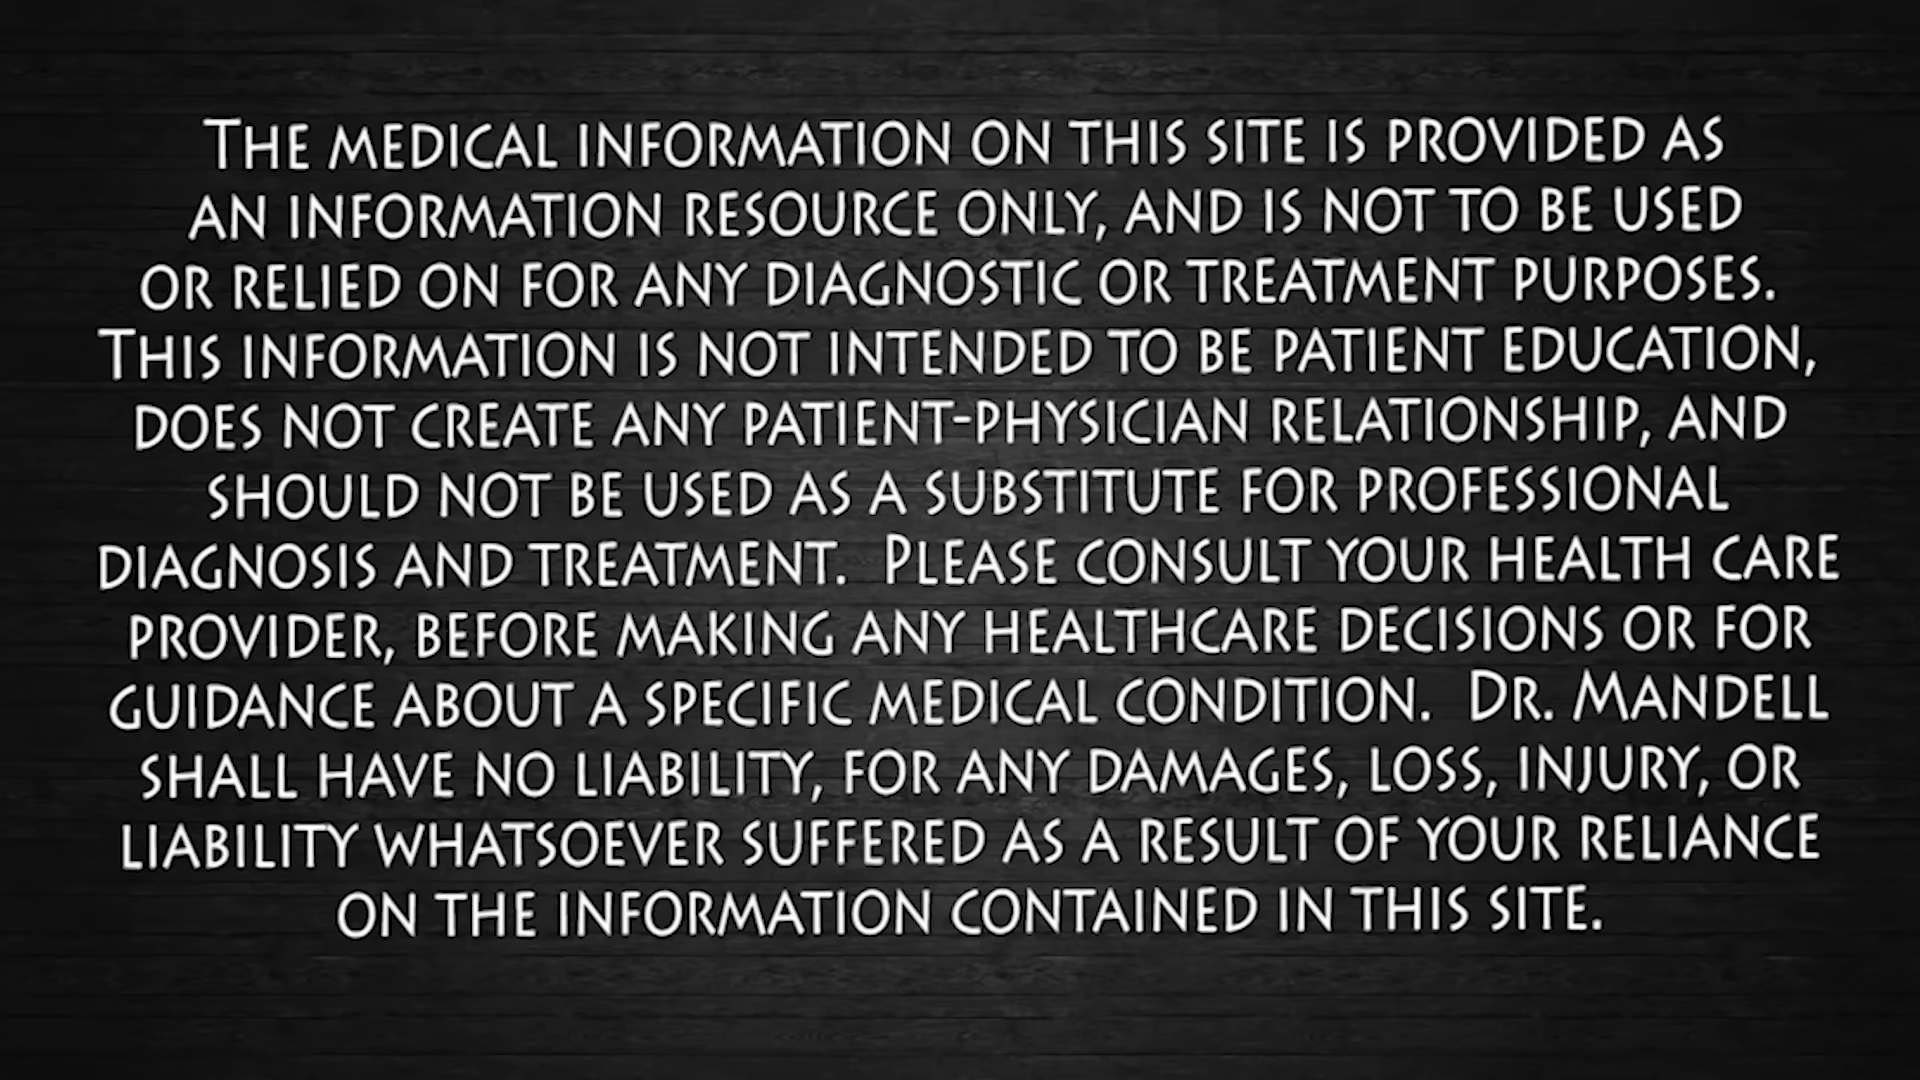 The medical information on this site is provided as
an information resource only, and is not to be used
or relied on for any diagnostic or treatment purposes.
This information is not intended to be patient education,
does not create any patient-physician relationship, and
should not be used as a substitute for professional
diagnosis and treatment.  Please consult your health care
provider, before making any healthcare decisions or for
guidance about a specific medical condition.  Dr. Mandell
shall have no liability, for any damages, loss, injury, or
liability whatsoever suffered as a result of your reliance
on the information contained in this site.